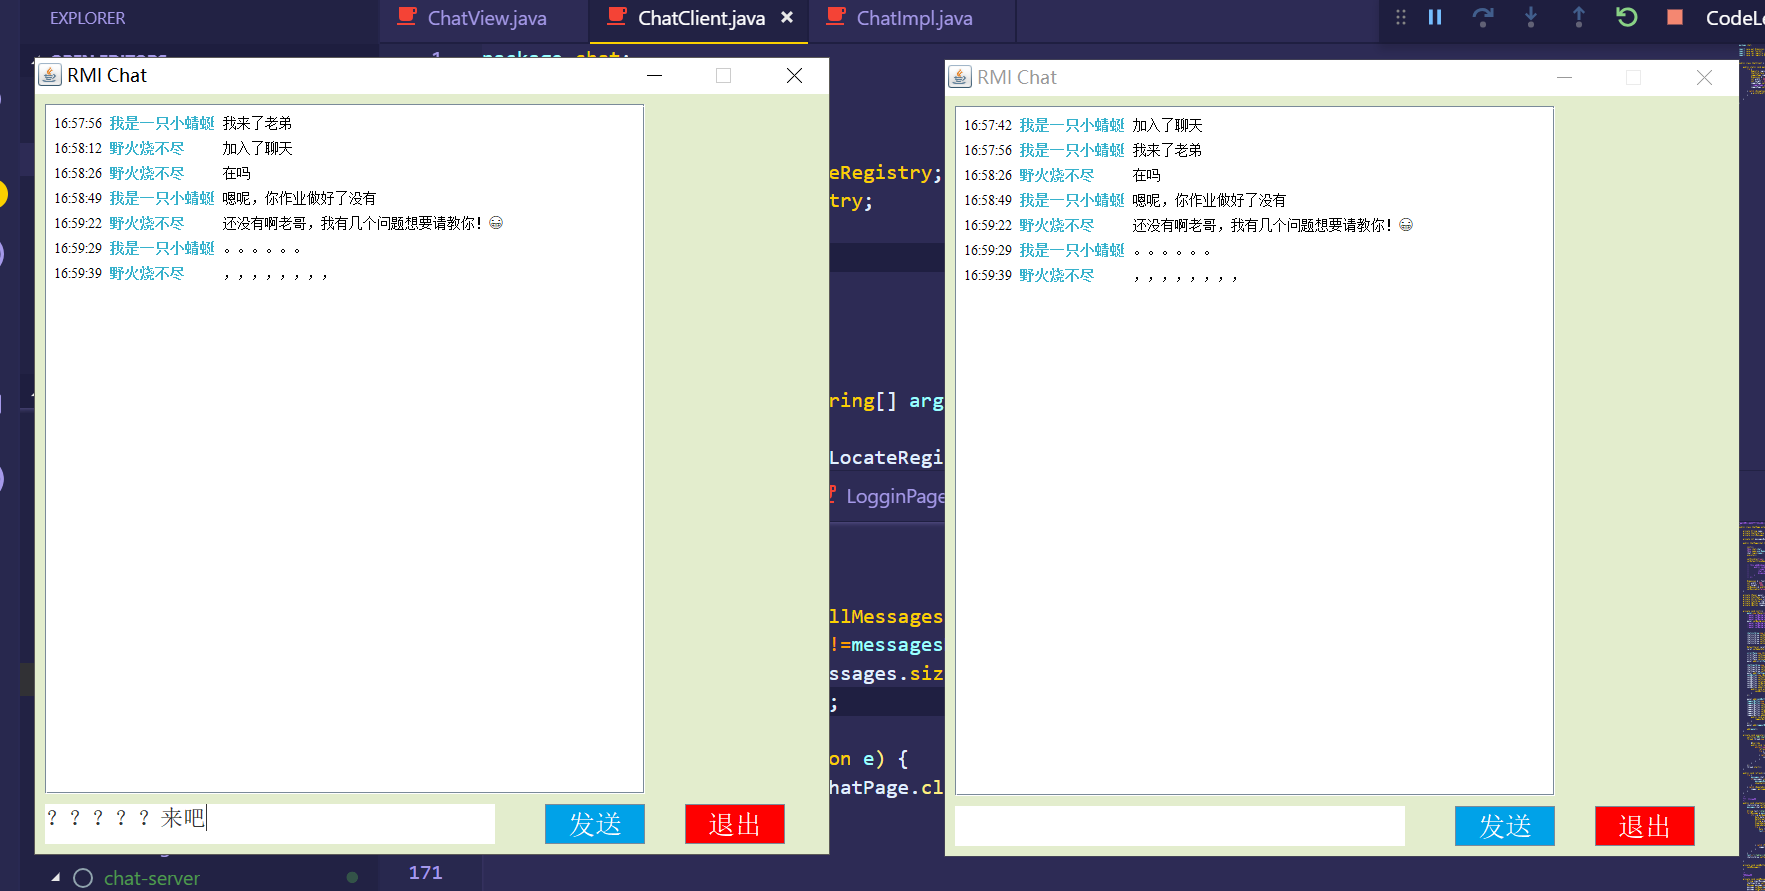 EXPLORER
ChatView.java
ChatClient.java ×
ChatImpl.java
CodeLe
RMI Chat
16:57:56 我是一只小蜻蜓 我来了老弟
16:58:12 野火烧不尽 加入了聊天
16:58:26 野火烧不尽 在吗
16:58:49 我是一只小蜻蜓 嗯呢，你作业做好了没有
16:59:22 野火烧不尽 还没有啊老哥，我有几个问题想要请教你！😁
16:59:29 我是一只小蜻蜓 。。。。。。
16:59:39 野火烧不尽 ，，，，，，，，
？？？？？来吧
发送
退出
eRegistry;
try;
ring[] arg
LocateRegi
LogginPage
llMessages
!=messages
ssages.siz
;
on e) {
hatPage.cl
RMI Chat
16:57:42 我是一只小蜻蜓 加入了聊天
16:57:56 我是一只小蜻蜓 我来了老弟
16:58:26 野火烧不尽 在吗
16:58:49 我是一只小蜻蜓 嗯呢，你作业做好了没有
16:59:22 野火烧不尽 还没有啊老哥，我有几个问题想要请教你！😁
16:59:29 我是一只小蜻蜓 。。。。。。
16:59:39 野火烧不尽 ，，，，，，，，
发送
退出
chat-server
171